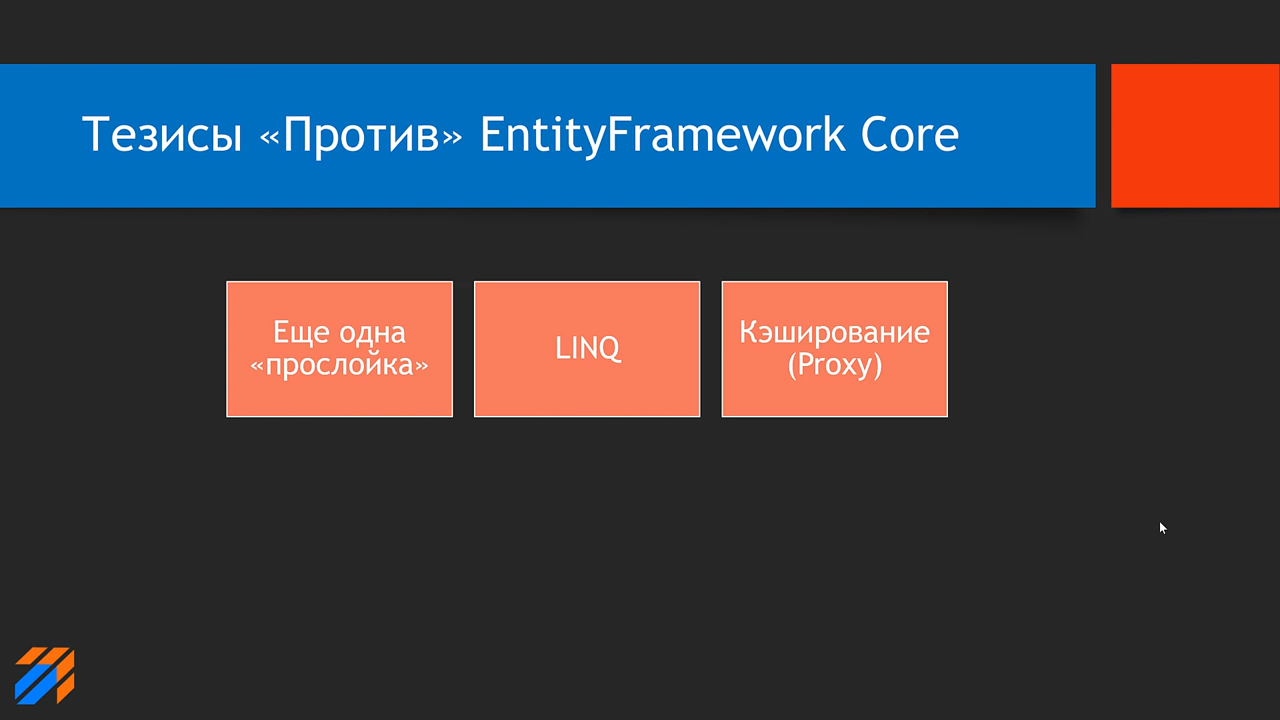 Тезисы «Против» EntityFramework Core
Еще одна
«прослойка»
LINQ
Кэширование
(Proxy)